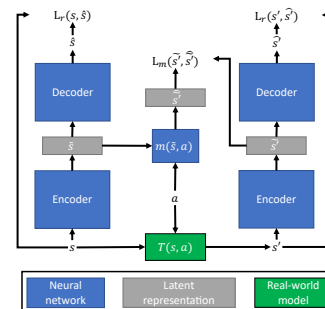 L_r(s, ŝ)
L_r(s′, ŝ′)
ŝ
L_m(s̃′, s̃̂′)
ŝ′
Decoder
s̃̂′
Decoder
s̃
m(s̃, a)
s̃′
Encoder
a
Encoder
s
T(s, a)
s′
Neural
network
Latent
representation
Real-world
model